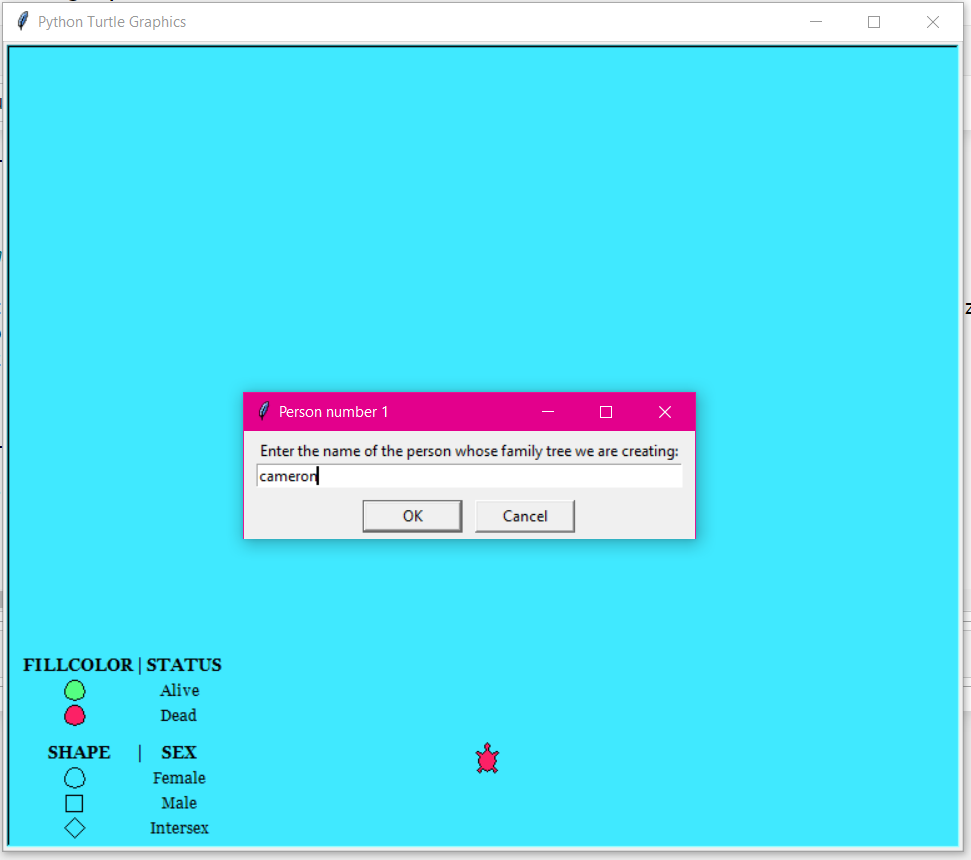 Python Turtle Graphics
Person number 1
Enter the name of the person whose family tree we are creating:
cameron
OK
Cancel
FILLCOLOR | STATUS
Alive
Dead
SHAPE | SEX
Female
Male
Intersex